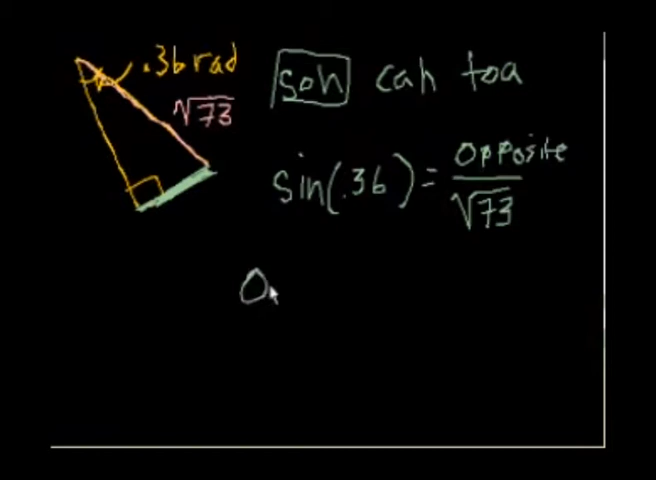 .36 rad
√73
soh cah toa
sin(.36) = opposite
√73
O